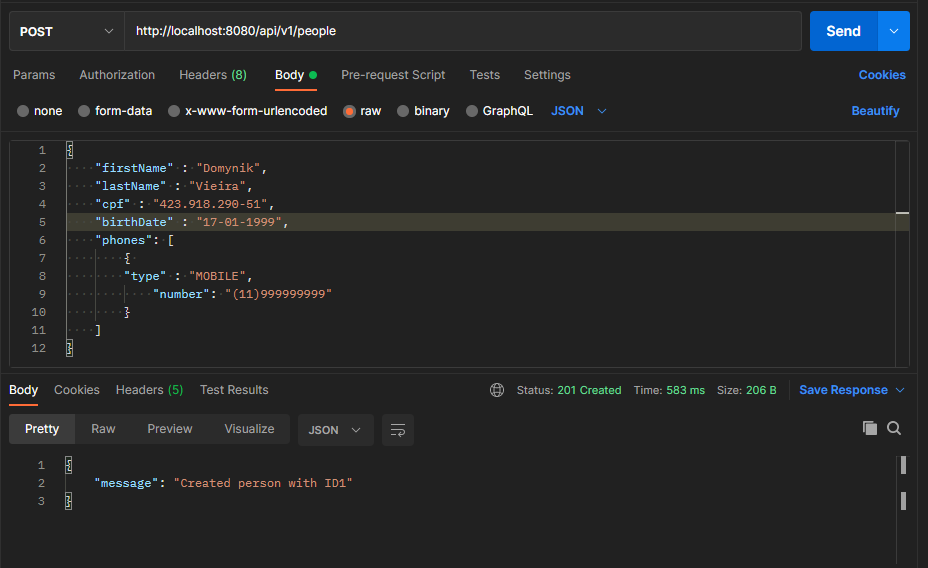 POST http://localhost:8080/api/v1/people Send
Params Authorization Headers (8) Body Pre-request Script Tests Settings Cookies
none form-data x-www-form-urlencoded raw binary GraphQL JSON Beautify
1 {
2 "firstName" : "Domynik",
3 "lastName" : "Vieira",
4 "cpf" : "423.918.290-51",
5 "birthDate" : "17-01-1999",
6 "phones": [
7 {
8 "type" : "MOBILE",
9 "number": "(11)999999999"
10 }
11 ]
12 }
Body Cookies Headers (5) Test Results Status: 201 Created Time: 583 ms Size: 206 B Save Response
Pretty Raw Preview Visualize JSON
1 {
2 "message": "Created person with ID1"
3 }